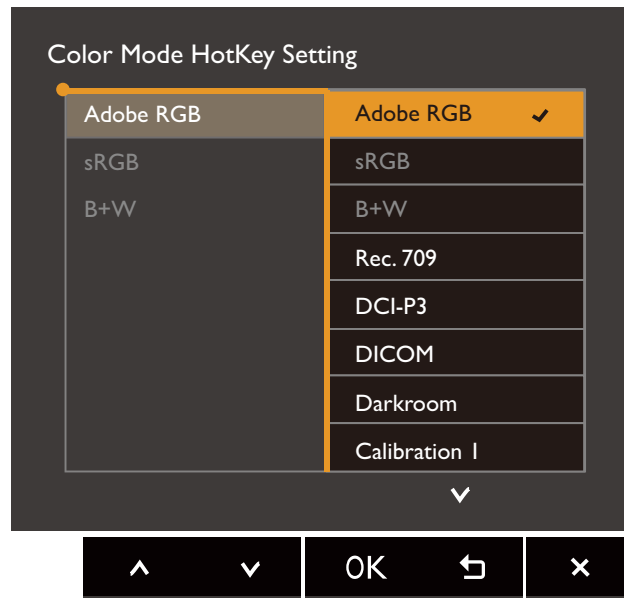 Color Mode HotKey Setting
Adobe RGB
sRGB
B+W
Adobe RGB
sRGB
B+W
Rec. 709
DCI-P3
DICOM
Darkroom
Calibration 1
OK